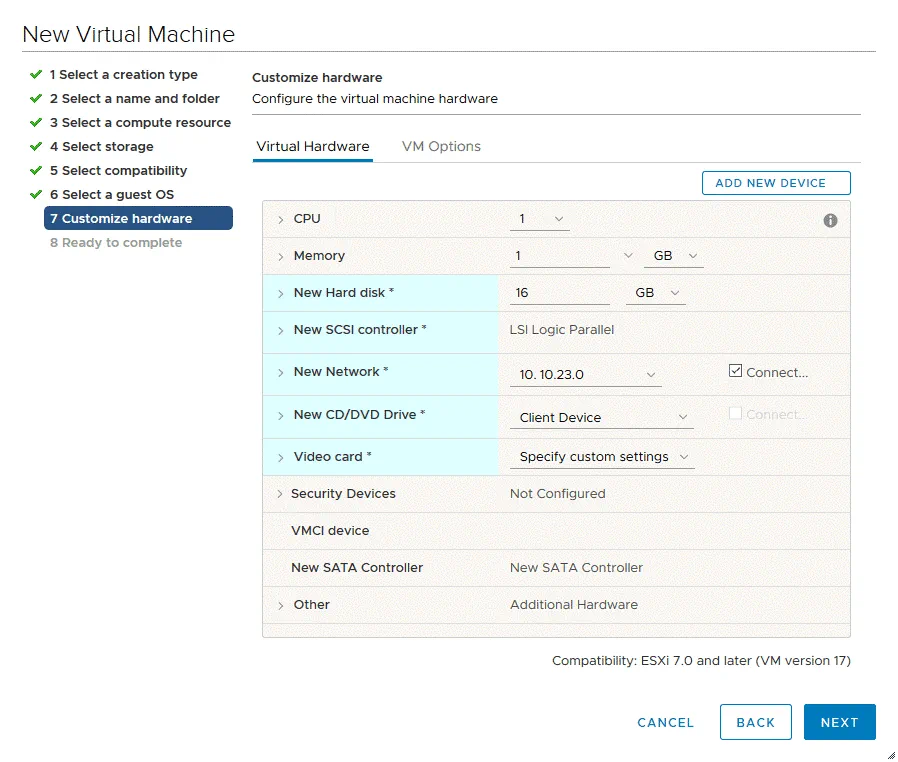 New Virtual Machine
1 Select a creation type
2 Select a name and folder
3 Select a compute resource
4 Select storage
5 Select compatibility
6 Select a guest OS
7 Customize hardware
8 Ready to complete
Customize hardware
Configure the virtual machine hardware
Virtual Hardware VM Options
ADD NEW DEVICE
CPU 1
Memory 1 GB
New Hard disk * 16 GB
New SCSI controller * LSI Logic Parallel
New Network * 10. 10.23.0 Connect...
New CD/DVD Drive * Client Device Connect...
Video card * Specify custom settings
Security Devices Not Configured
VMCI device
New SATA Controller New SATA Controller
Other Additional Hardware
Compatibility: ESXi 7.0 and later (VM version 17)
CANCEL BACK NEXT